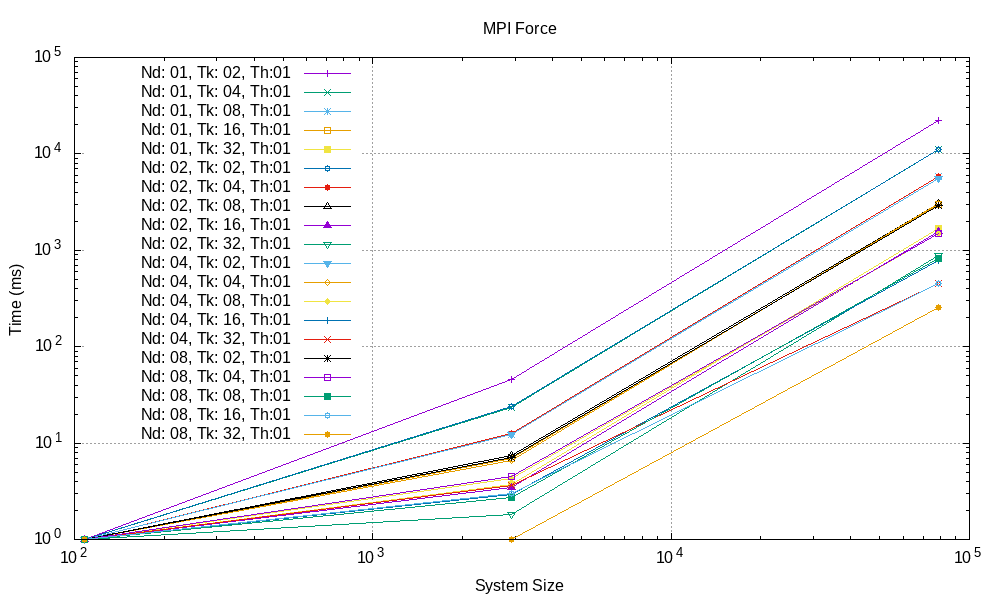 MPI Force
Time (ms)
10^5
10^4
10^3
10^2
10^1
10^0
Nd: 01, Tk: 02, Th:01
Nd: 01, Tk: 04, Th:01
Nd: 01, Tk: 08, Th:01
Nd: 01, Tk: 16, Th:01
Nd: 01, Tk: 32, Th:01
Nd: 02, Tk: 02, Th:01
Nd: 02, Tk: 04, Th:01
Nd: 02, Tk: 08, Th:01
Nd: 02, Tk: 16, Th:01
Nd: 02, Tk: 32, Th:01
Nd: 04, Tk: 02, Th:01
Nd: 04, Tk: 04, Th:01
Nd: 04, Tk: 08, Th:01
Nd: 04, Tk: 16, Th:01
Nd: 04, Tk: 32, Th:01
Nd: 08, Tk: 02, Th:01
Nd: 08, Tk: 04, Th:01
Nd: 08, Tk: 08, Th:01
Nd: 08, Tk: 16, Th:01
Nd: 08, Tk: 32, Th:01
10^2 10^3 10^4 10^5
System Size